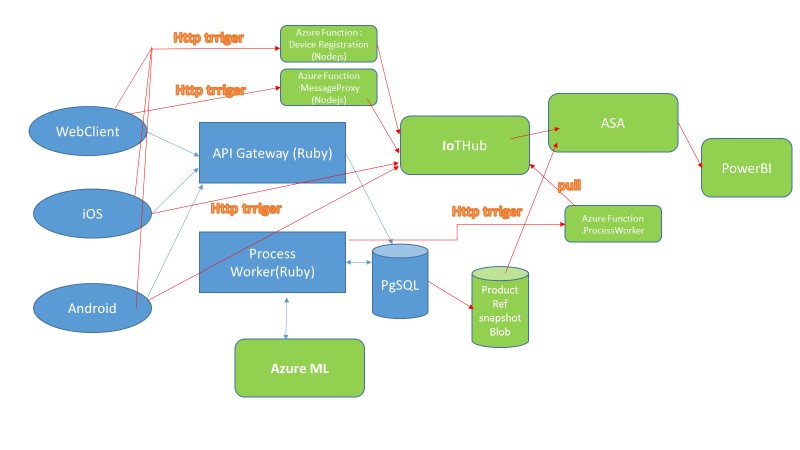 Http trriger
Azure Function :
Device Registration
(Nodejs)
Http trriger
Azure Function
:MessageProxy
(Nodejs)
WebClient
API Gateway (Ruby)
IoTHub
ASA
PowerBI
iOS
Http trriger
pull
Http trriger
Azure Function
:ProcessWorker
Process
Worker(Ruby)
PgSQL
Product
Ref
snapshot
Blob
Android
Azure ML